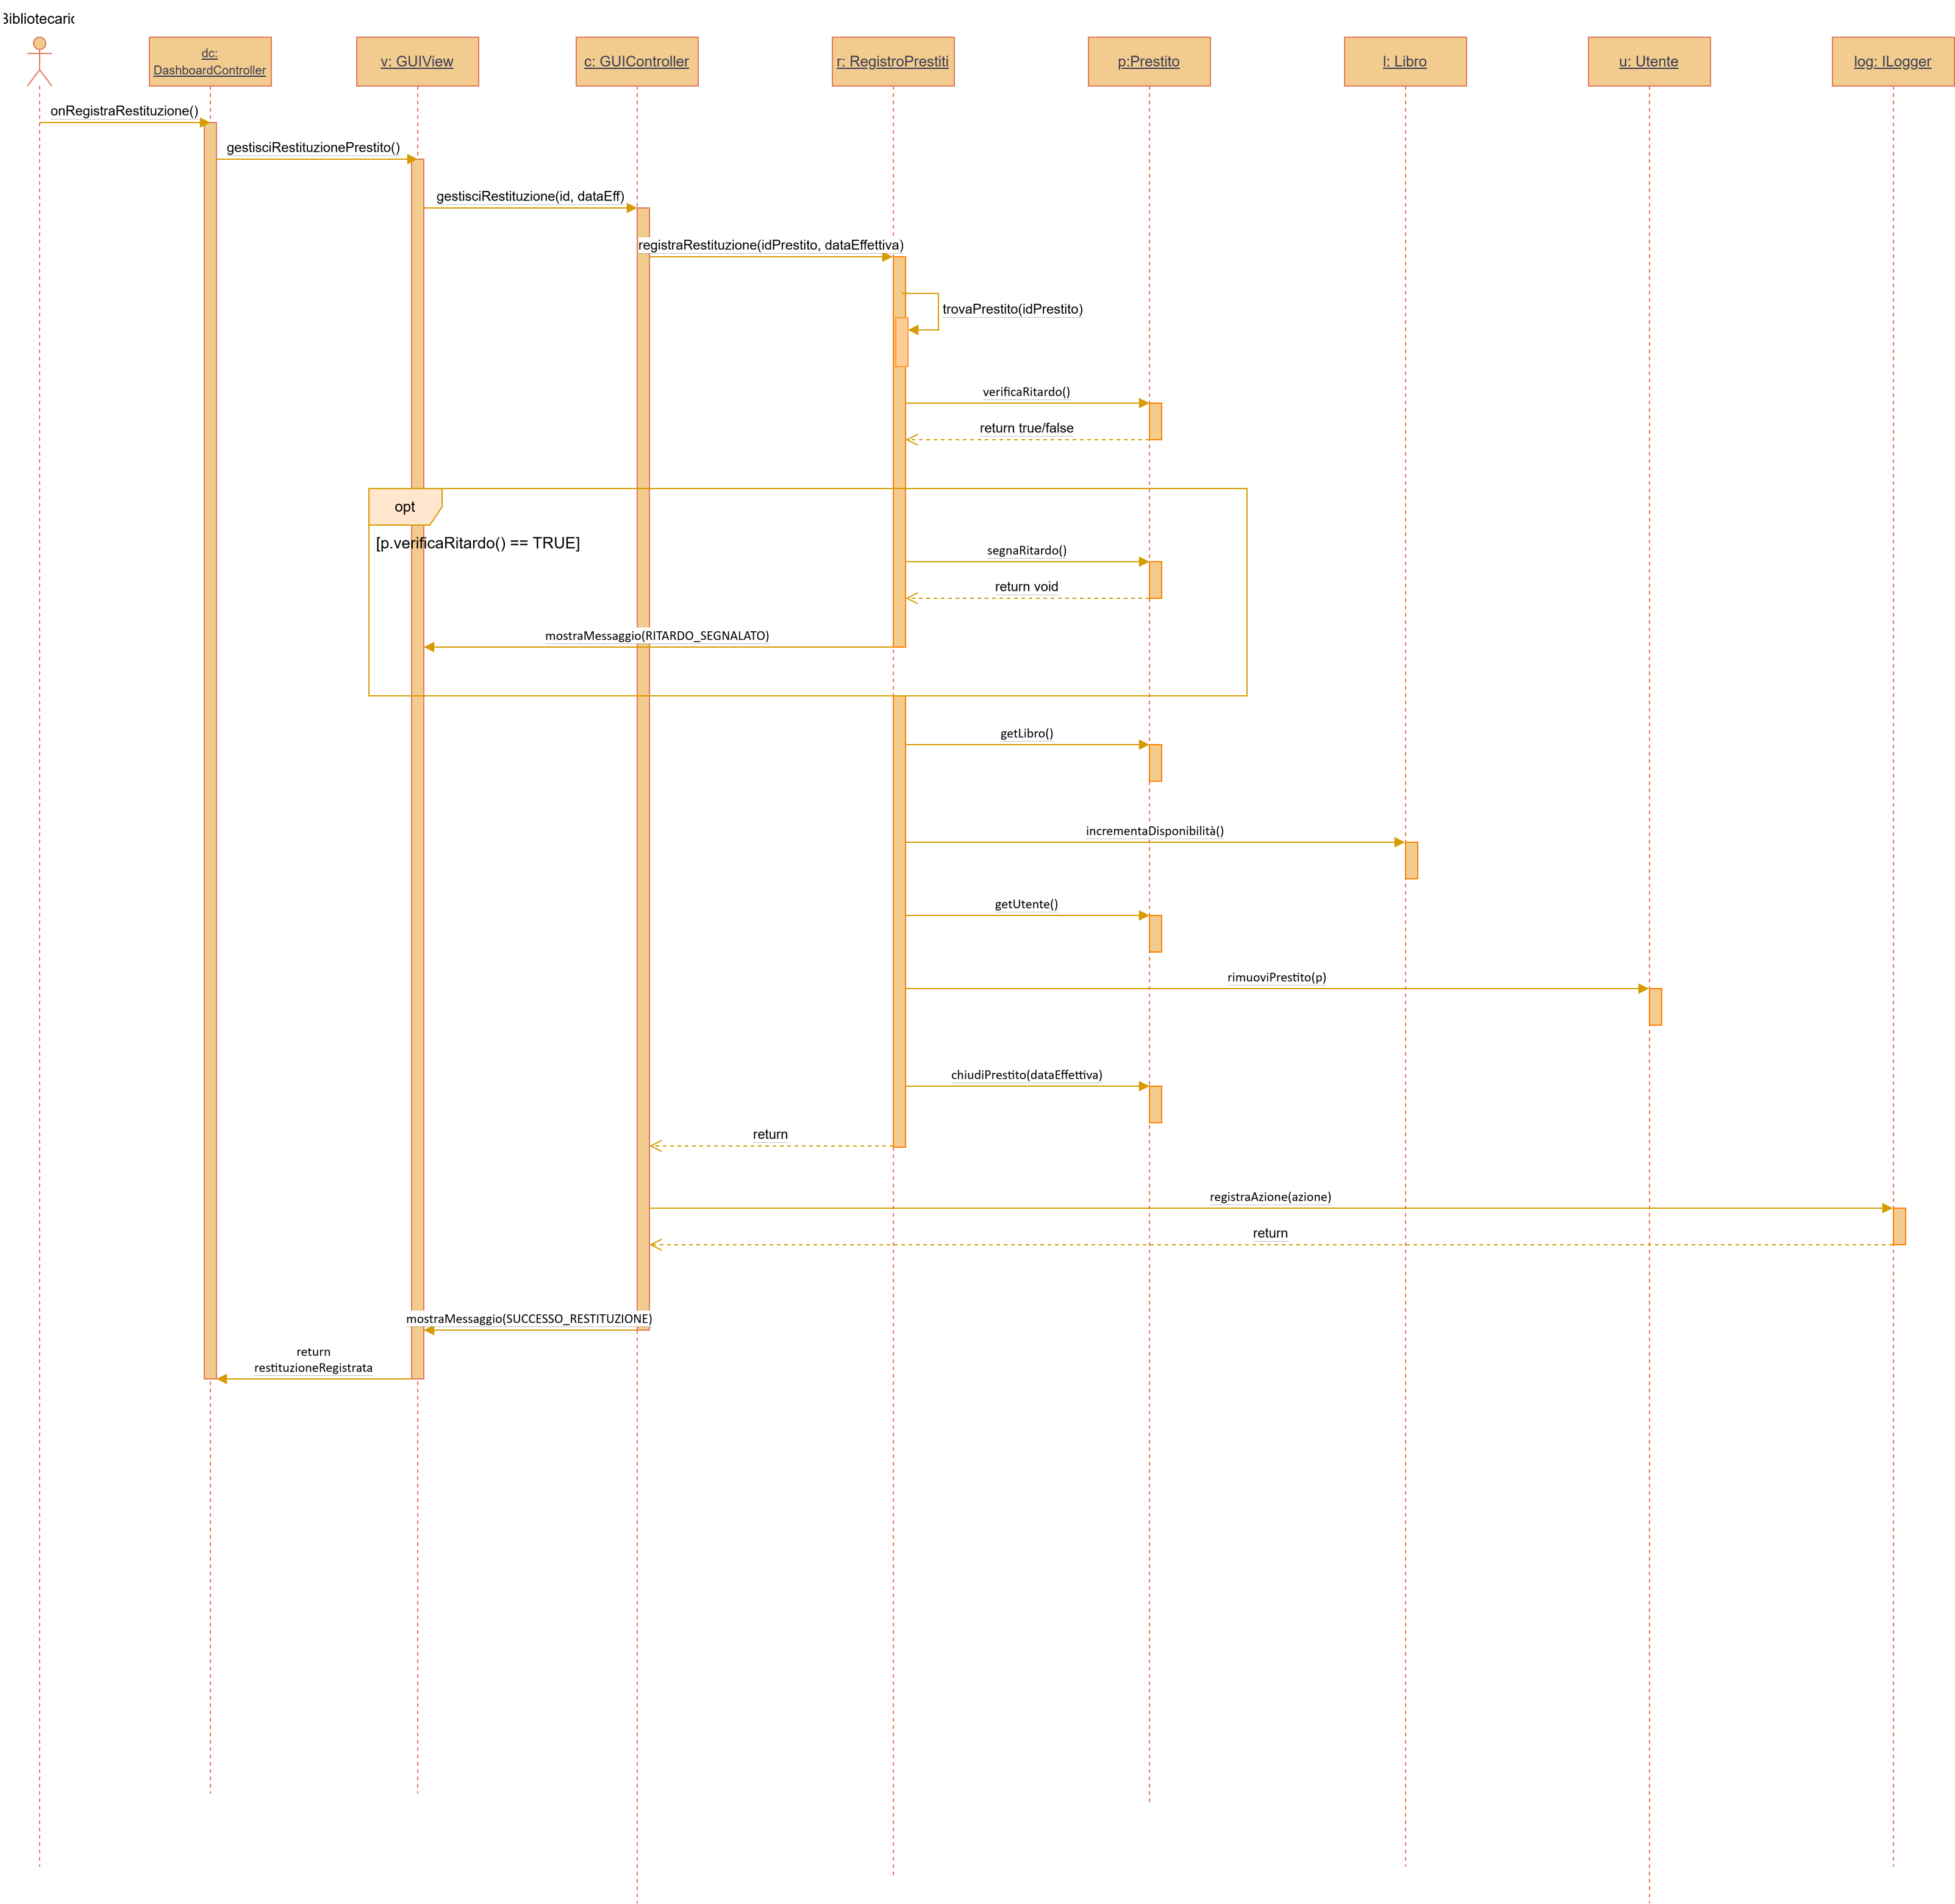 Bibliotecario
dc:
DashboardController
v: GUIView
c: GUIController
r: RegistroPrestiti
p:Prestito
l: Libro
u: Utente
log: ILogger
onRegistraRestituzione()
gestisciRestituzionePrestito()
gestisciRestituzione(id, dataEff)
registraRestituzione(idPrestito, dataEffettiva)
trovaPrestito(idPrestito)
verificaRitardo()
return true/false
opt
[p.verificaRitardo() == TRUE]
segnaRitardo()
return void
mostraMessaggio(RITARDO_SEGNALATO)
getLibro()
incrementaDisponibilità()
getUtente()
rimuoviPrestito(p)
chiudiPrestito(dataEffettiva)
return
registraAzione(azione)
return
mostraMessaggio(SUCCESSO_RESTITUZIONE)
return
restituzioneRegistrata